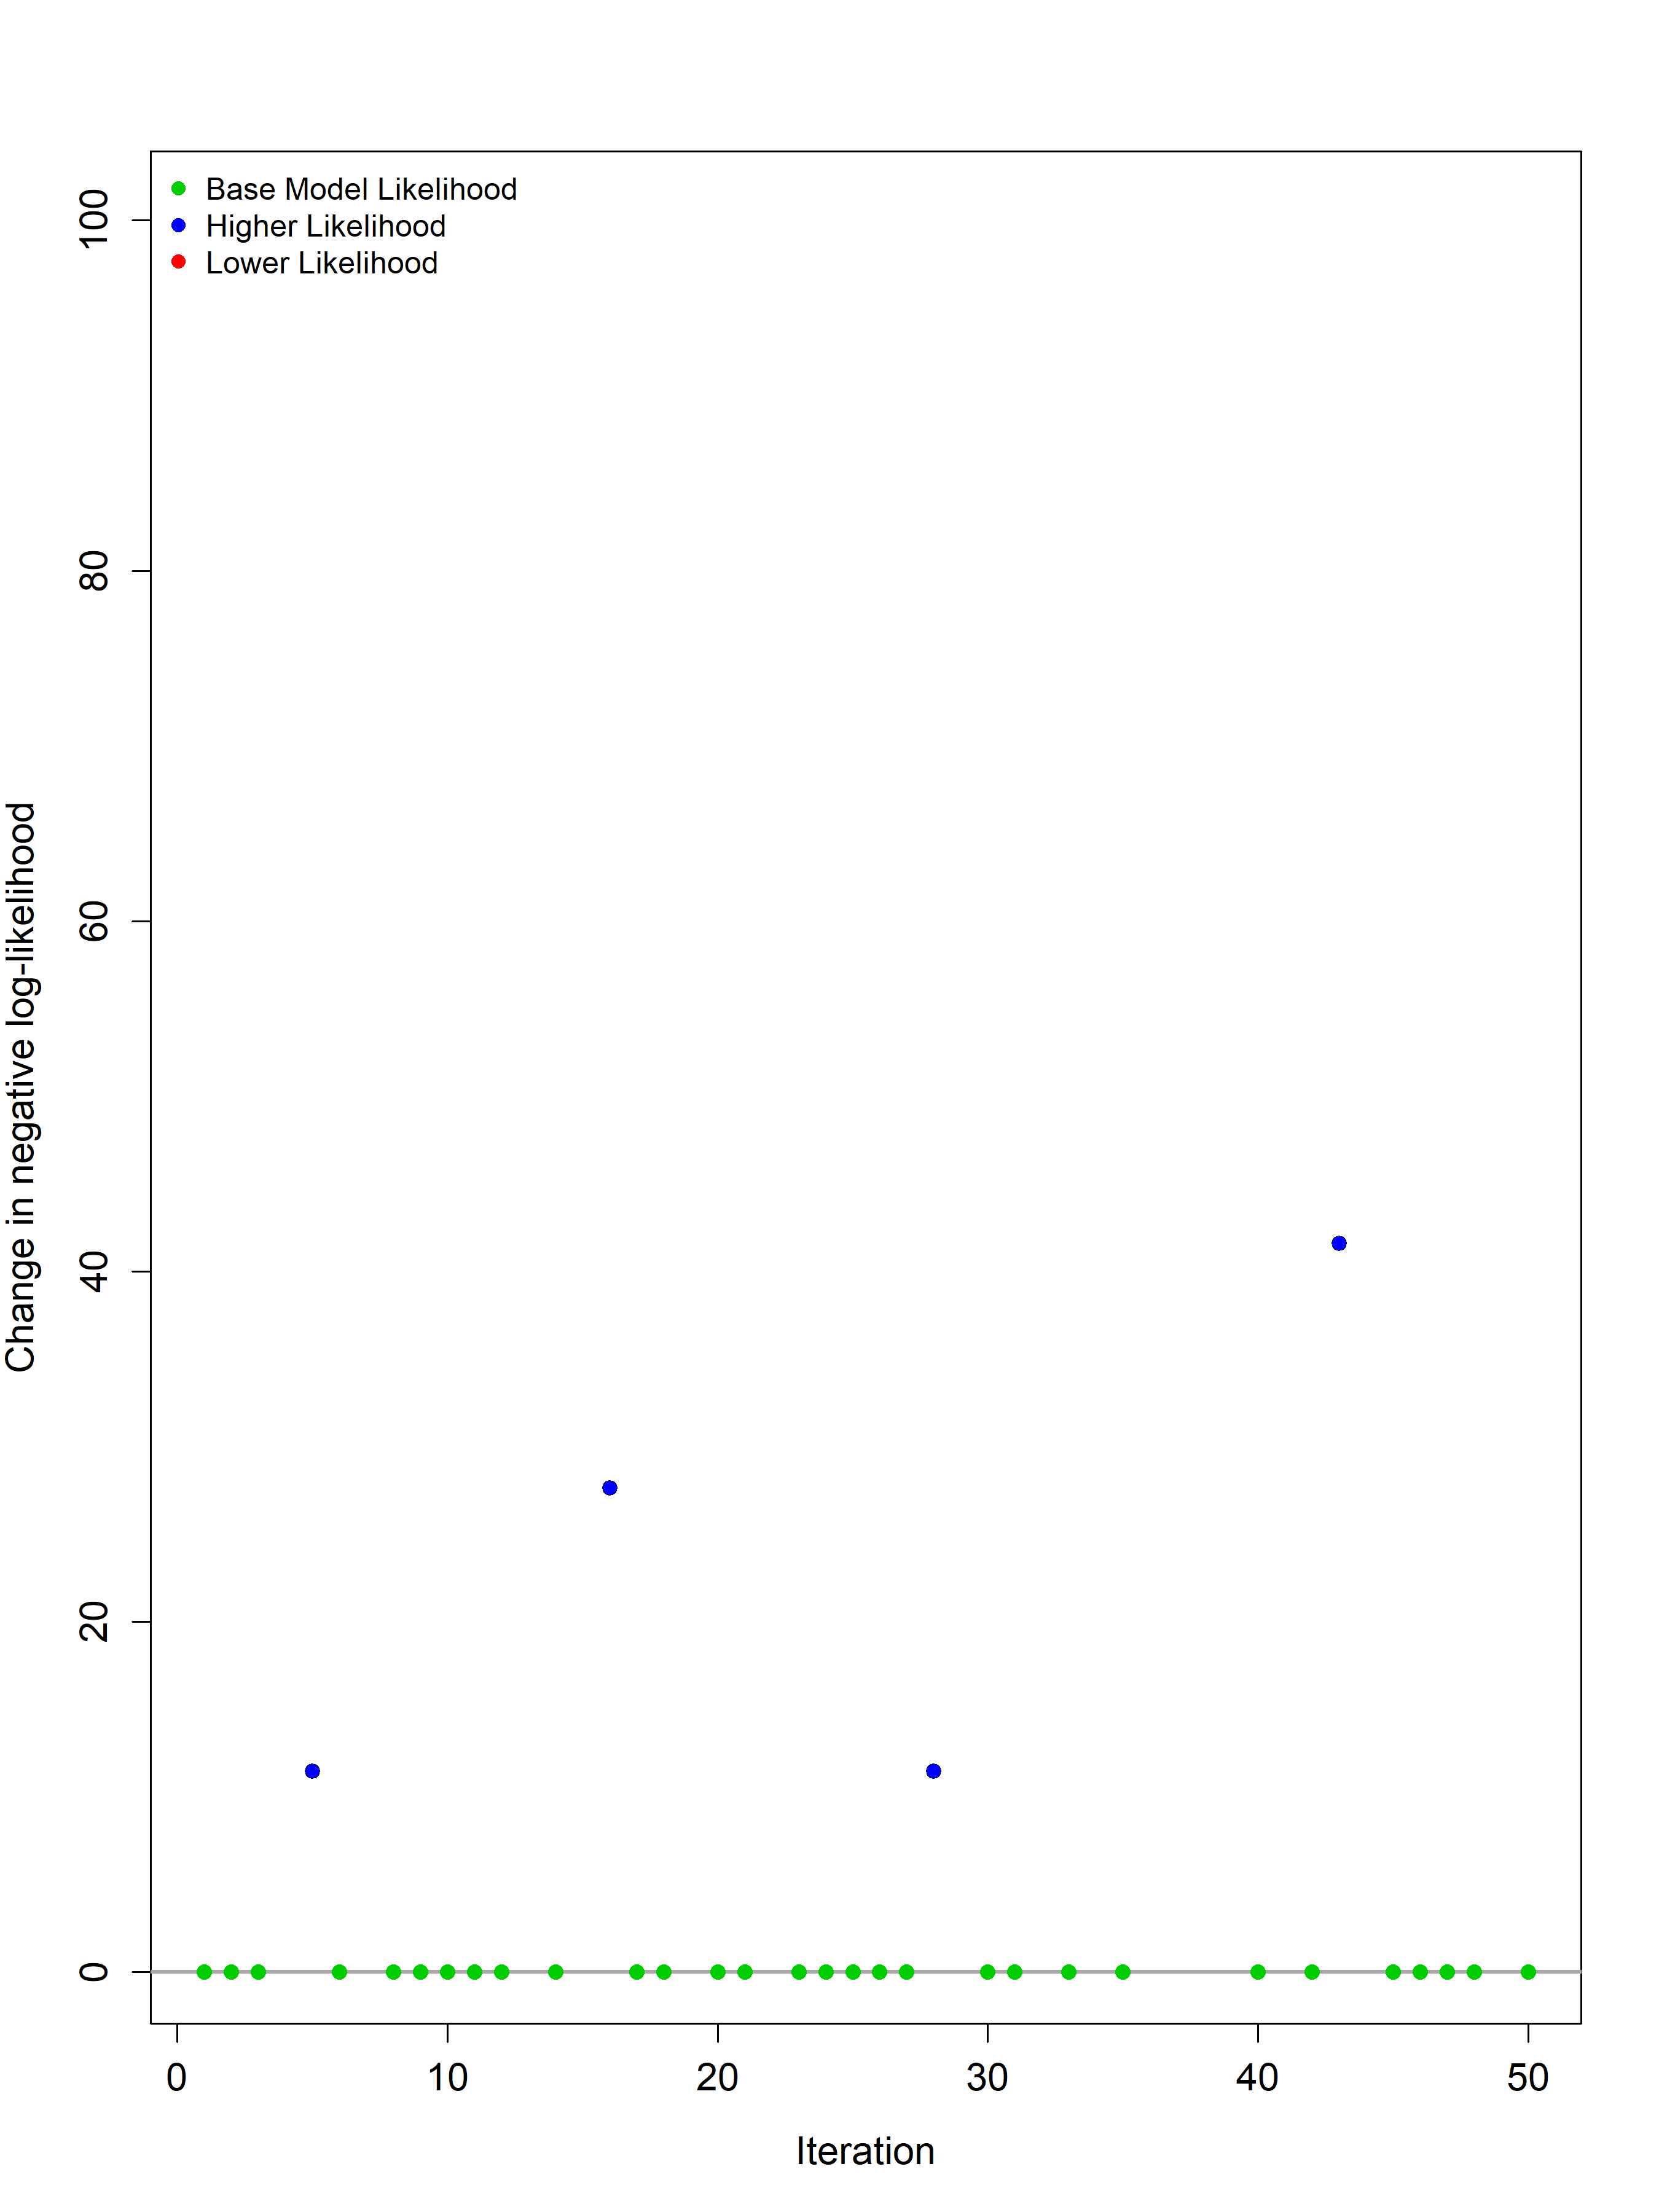 Base Model Likelihood
Higher Likelihood
Lower Likelihood
100
80
60
40
20
0
Change in negative log-likelihood
0 10 20 30 40 50
Iteration